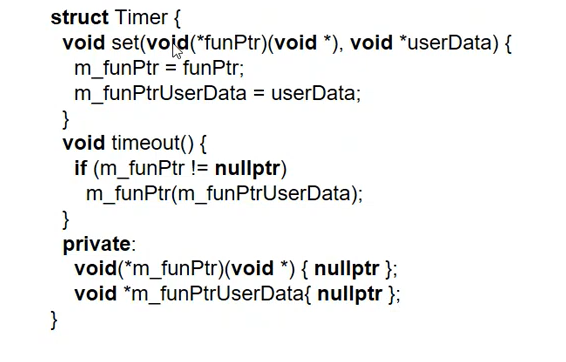 struct Timer {
void set(void(*funPtr)(void *), void *userData) {
m_funPtr = funPtr;
m_funPtrUserData = userData;
}
void timeout() {
if (m_funPtr != nullptr)
m_funPtr(m_funPtrUserData);
}
private:
void(*m_funPtr)(void *) { nullptr };
void *m_funPtrUserData{ nullptr };
}